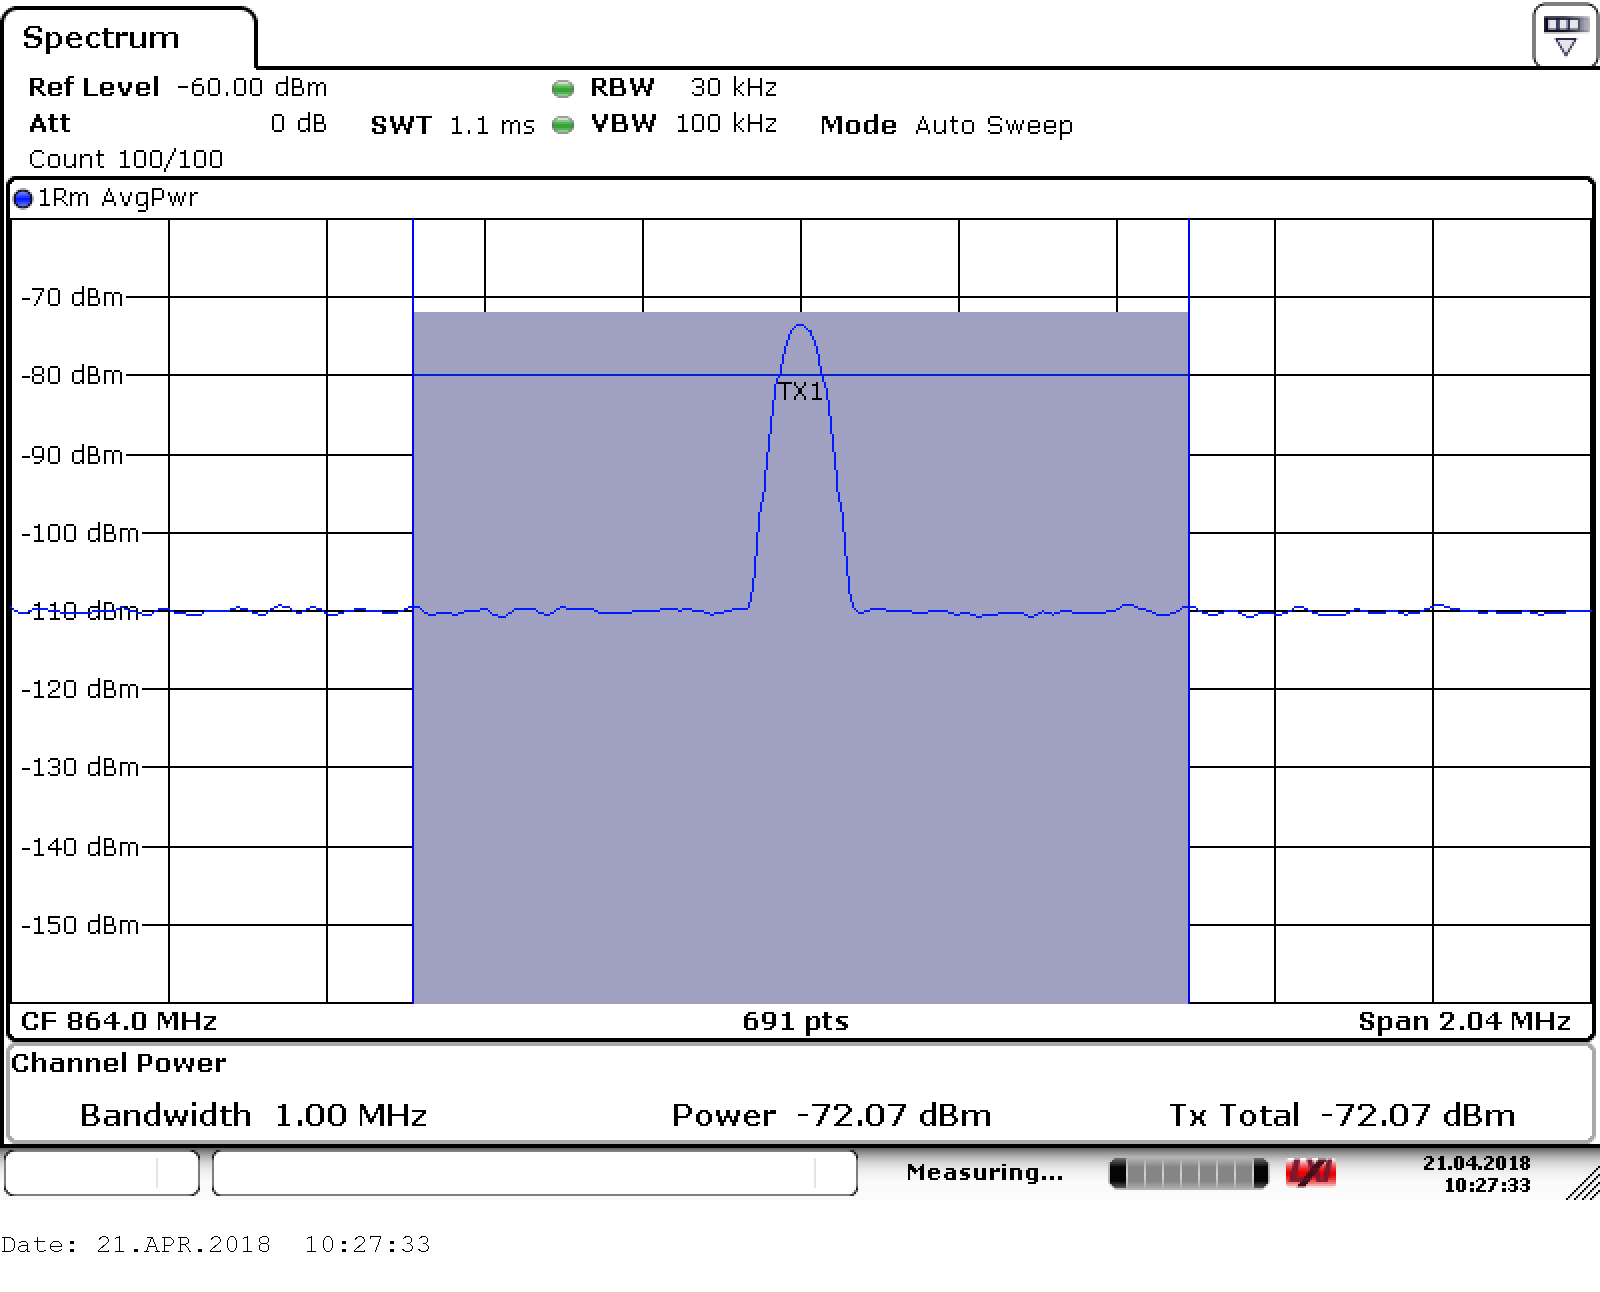 Spectrum
Ref Level -60.00 dBm RBW 30 kHz
Att 0 dB SWT 1.1 ms VBW 100 kHz Mode Auto Sweep
Count 100/100
1Rm AvgPwr
-70 dBm
-80 dBm
TX1
-90 dBm
-100 dBm
-110 dBm
-120 dBm
-130 dBm
-140 dBm
-150 dBm
CF 864.0 MHz 691 pts Span 2.04 MHz
Channel Power
Bandwidth 1.00 MHz Power -72.07 dBm Tx Total -72.07 dBm
Measuring... LXI 21.04.2018
10:27:33
Date: 21.APR.2018 10:27:33